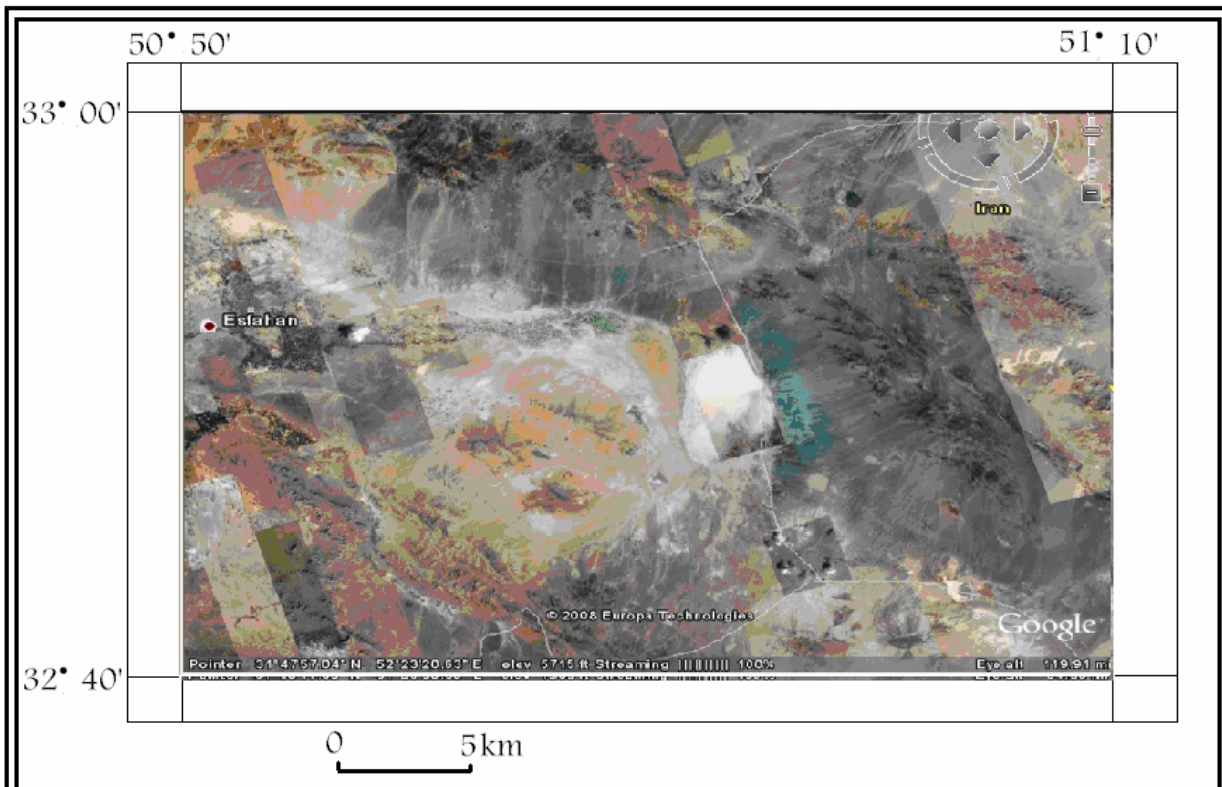 50° 50' 51° 10'
33° 00'
Iran
Esfahan
© 2008 Europa Technologies
Google
Pointer 31°47'57.04" N 52°23'20.63" E elev 5715 ft Streaming ||||||||| 100% Eye alt 119.91 mi
32° 40'
0 5km